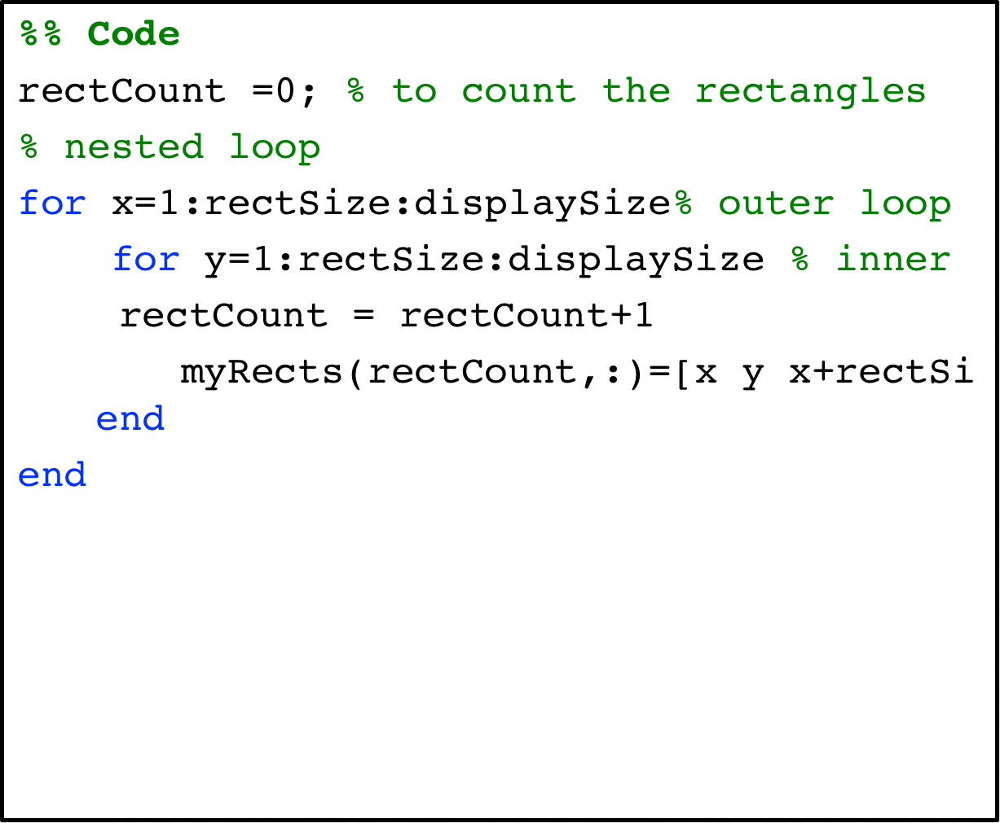 %% Code
rectCount =0; % to count the rectangles
% nested loop
for x=1:rectSize:displaySize% outer loop
for y=1:rectSize:displaySize % inner
rectCount = rectCount+1
myRects(rectCount,:)=[x y x+rectSi
end
end